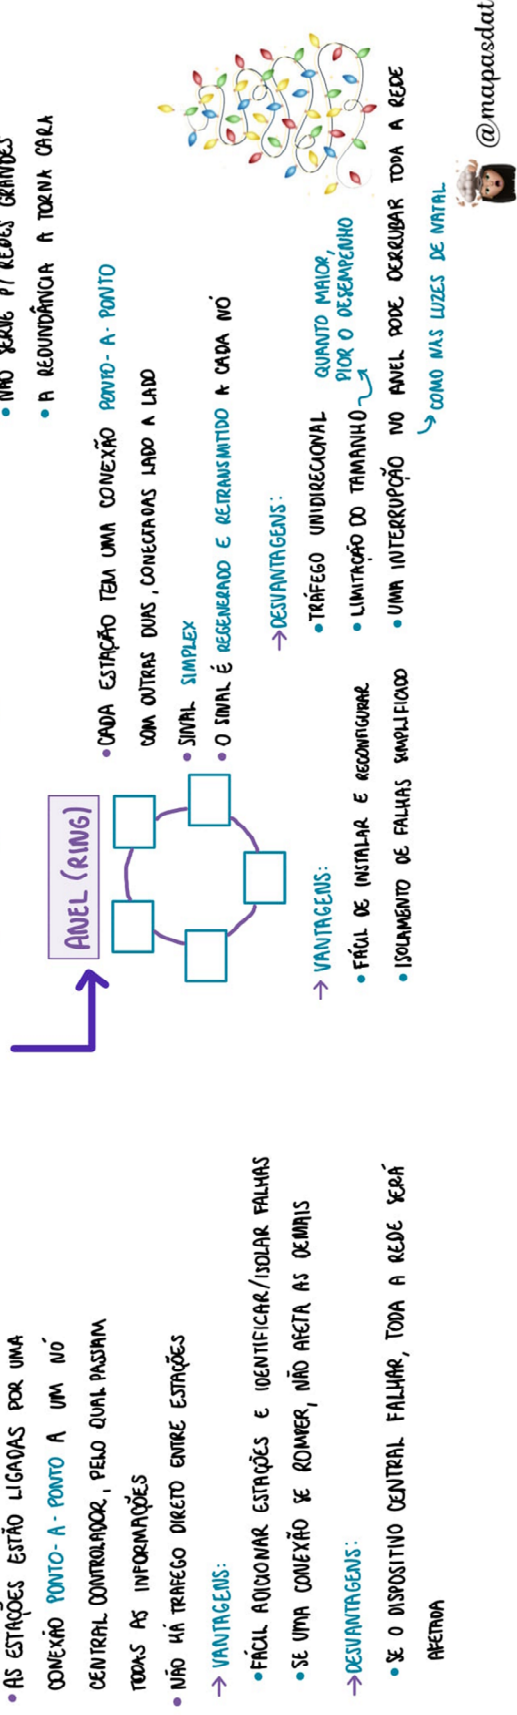 • AS ESTAÇÕES ESTÃO LIGADAS POR UMA
CONEXÃO PONTO-A-PONTO A UM NÓ
CENTRAL CONTROLADOR, PELO QUAL PASSAM
TODAS AS INFORMAÇÕES
• NÃO HÁ TRAFEGO DIRETO ENTRE ESTAÇÕES
→ VANTAGENS:
• FÁCIL ADICIONAR ESTAÇÕES E IDENTIFICAR/ISOLAR FALHAS
• SE UMA CONEXÃO SE ROMPER, NÃO AFETA AS DEMAIS
→ DESVANTAGENS:
• SE O DISPOSITIVO CENTRAL FALHAR, TODA A REDE SERÁ
AFETADA
• NÃO SERVE P/ REDES GRANDES
• A REDUNDÂNCIA A TORNA CARA
ANEL (RING)
• CADA ESTAÇÃO TEM UMA CONEXÃO PONTO-A-PONTO
COM OUTRAS DUAS, CONECTADAS LADO A LADO
• SINAL SIMPLEX
• O SINAL É REGENERADO E RETRANSMITIDO A CADA NÓ
→ VANTAGENS:
• FÁCIL DE INSTALAR E RECONFIGURAR
• ISOLAMENTO DE FALHAS SIMPLIFICADO
→ DESVANTAGENS:
• TRÁFEGO UNIDIRECIONAL
• LIMITAÇÃO DO TAMANHO
QUANTO MAIOR,
PIOR O DESEMPENHO
• UMA INTERRUPÇÃO NO ANEL PODE DERRUBAR TODA A REDE
COMO NAS LUZES DE NATAL
@mapasdat